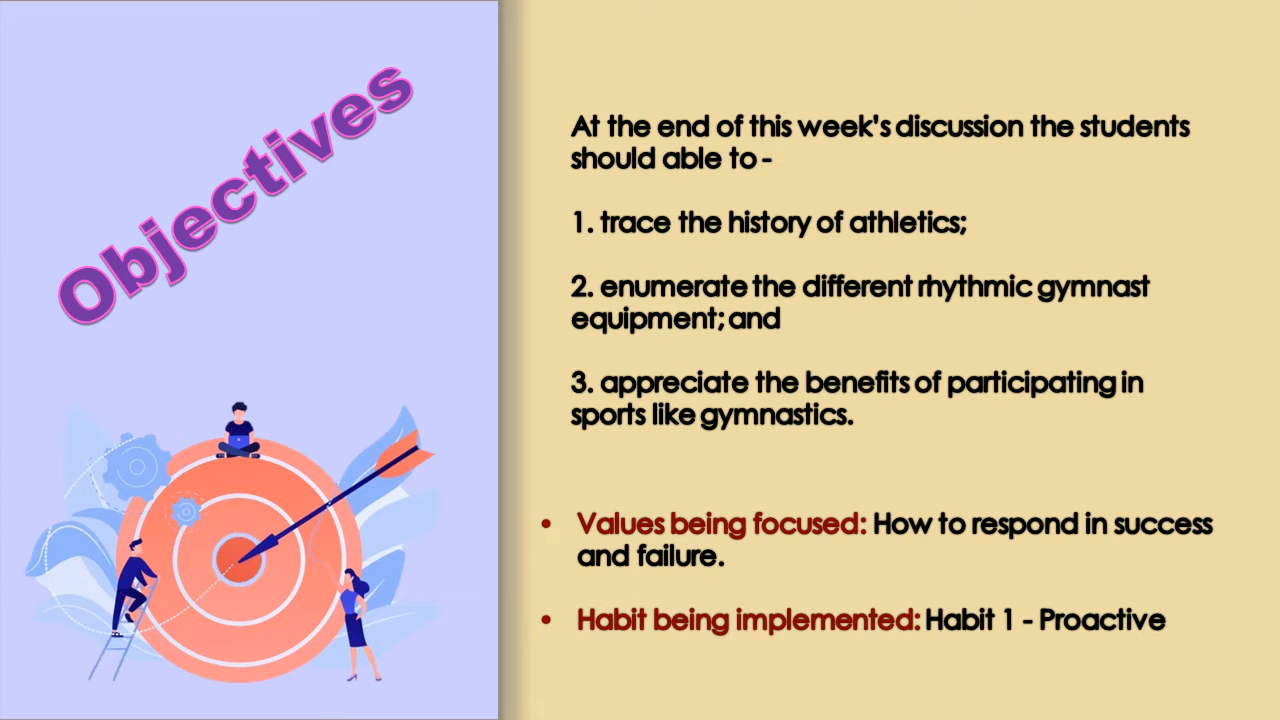 Objectives
At the end of this week's discussion the students
should able to -
1. trace the history of athletics;
2. enumerate the different rhythmic gymnast
equipment; and
3. appreciate the benefits of participating in
sports like gymnastics.
• Values being focused: How to respond in success
and failure.
• Habit being implemented: Habit 1 - Proactive